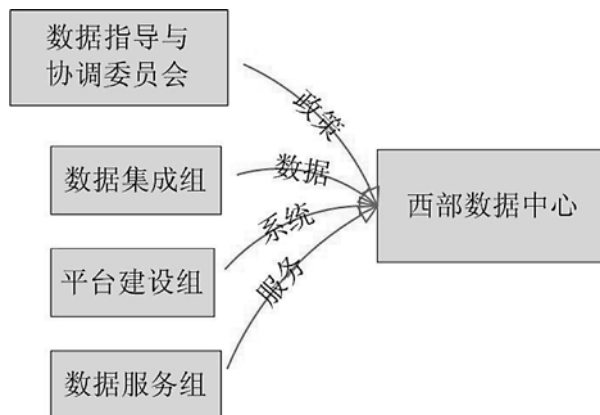 数据指导与
协调委员会
政策
数据集成组
数据
西部数据中心
系统
平台建设组
服务
数据服务组